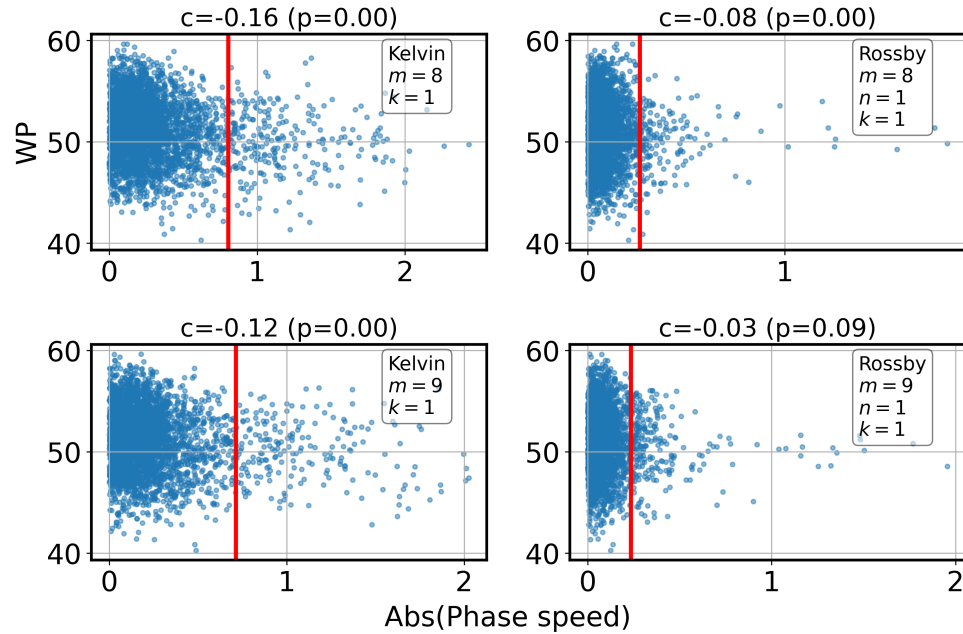 c=-0.16 (p=0.00)
WP
60
50
40
0
1
2
Kelvin
m = 8
k = 1
c=-0.08 (p=0.00)
0
1
Rossby
m = 8
n = 1
k = 1
c=-0.12 (p=0.00)
60
50
40
0
1
2
Kelvin
m = 9
k = 1
c=-0.03 (p=0.09)
0
1
2
Rossby
m = 9
n = 1
k = 1
Abs(Phase speed)